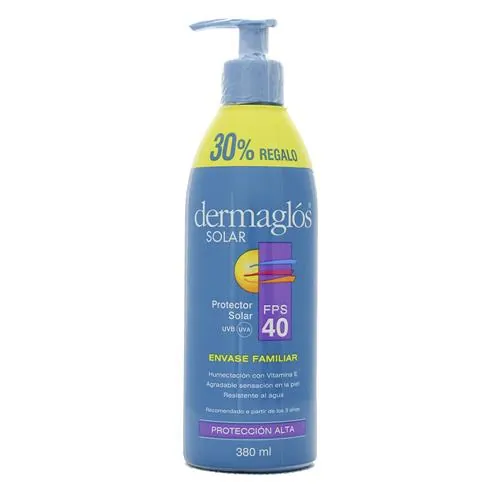 30% REGALO
dermaglós®
SOLAR
Protector
Solar
UVB UVA
FPS
40
ENVASE FAMILIAR
Humectación con Vitamina E
Agradable sensación en la piel
Resistente al agua
Recomendado a partir de los 3 años
PROTECCIÓN ALTA
380 ml